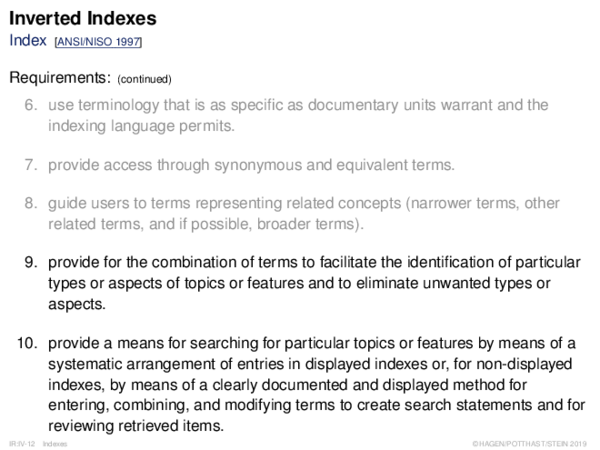 Inverted Indexes
Index [ANSI/NISO 1997]
Requirements: (continued)
6. use terminology that is as specific as documentary units warrant and the
indexing language permits.
7. provide access through synonymous and equivalent terms.
8. guide users to terms representing related concepts (narrower terms, other
related terms, and if possible, broader terms).
9. provide for the combination of terms to facilitate the identification of particular
types or aspects of topics or features and to eliminate unwanted types or
aspects.
10. provide a means for searching for particular topics or features by means of a
systematic arrangement of entries in displayed indexes or, for non-displayed
indexes, by means of a clearly documented and displayed method for
entering, combining, and modifying terms to create search statements and for
reviewing retrieved items.
IR:IV-12 Indexes ©HAGEN/POTTHAST/STEIN 2019